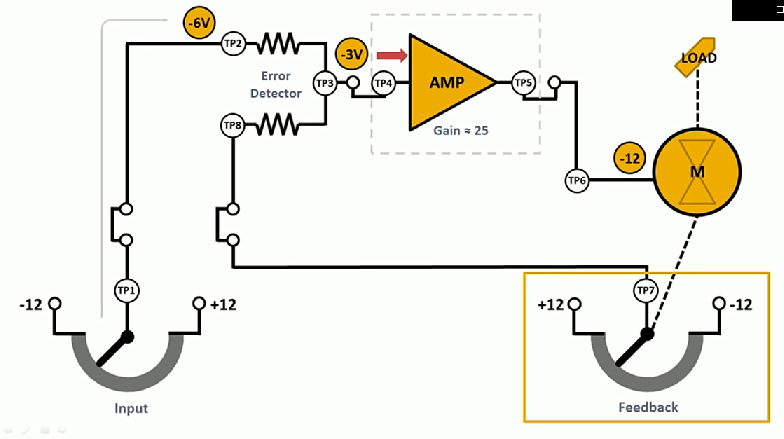 -6V
TP2
-3V
LOAD
Error
Detector
TP3
TP4
AMP
TP5
TP8
Gain ≈ 25
-12
M
TP6
TP1
TP7
-12
+12
+12
-12
Input
Feedback